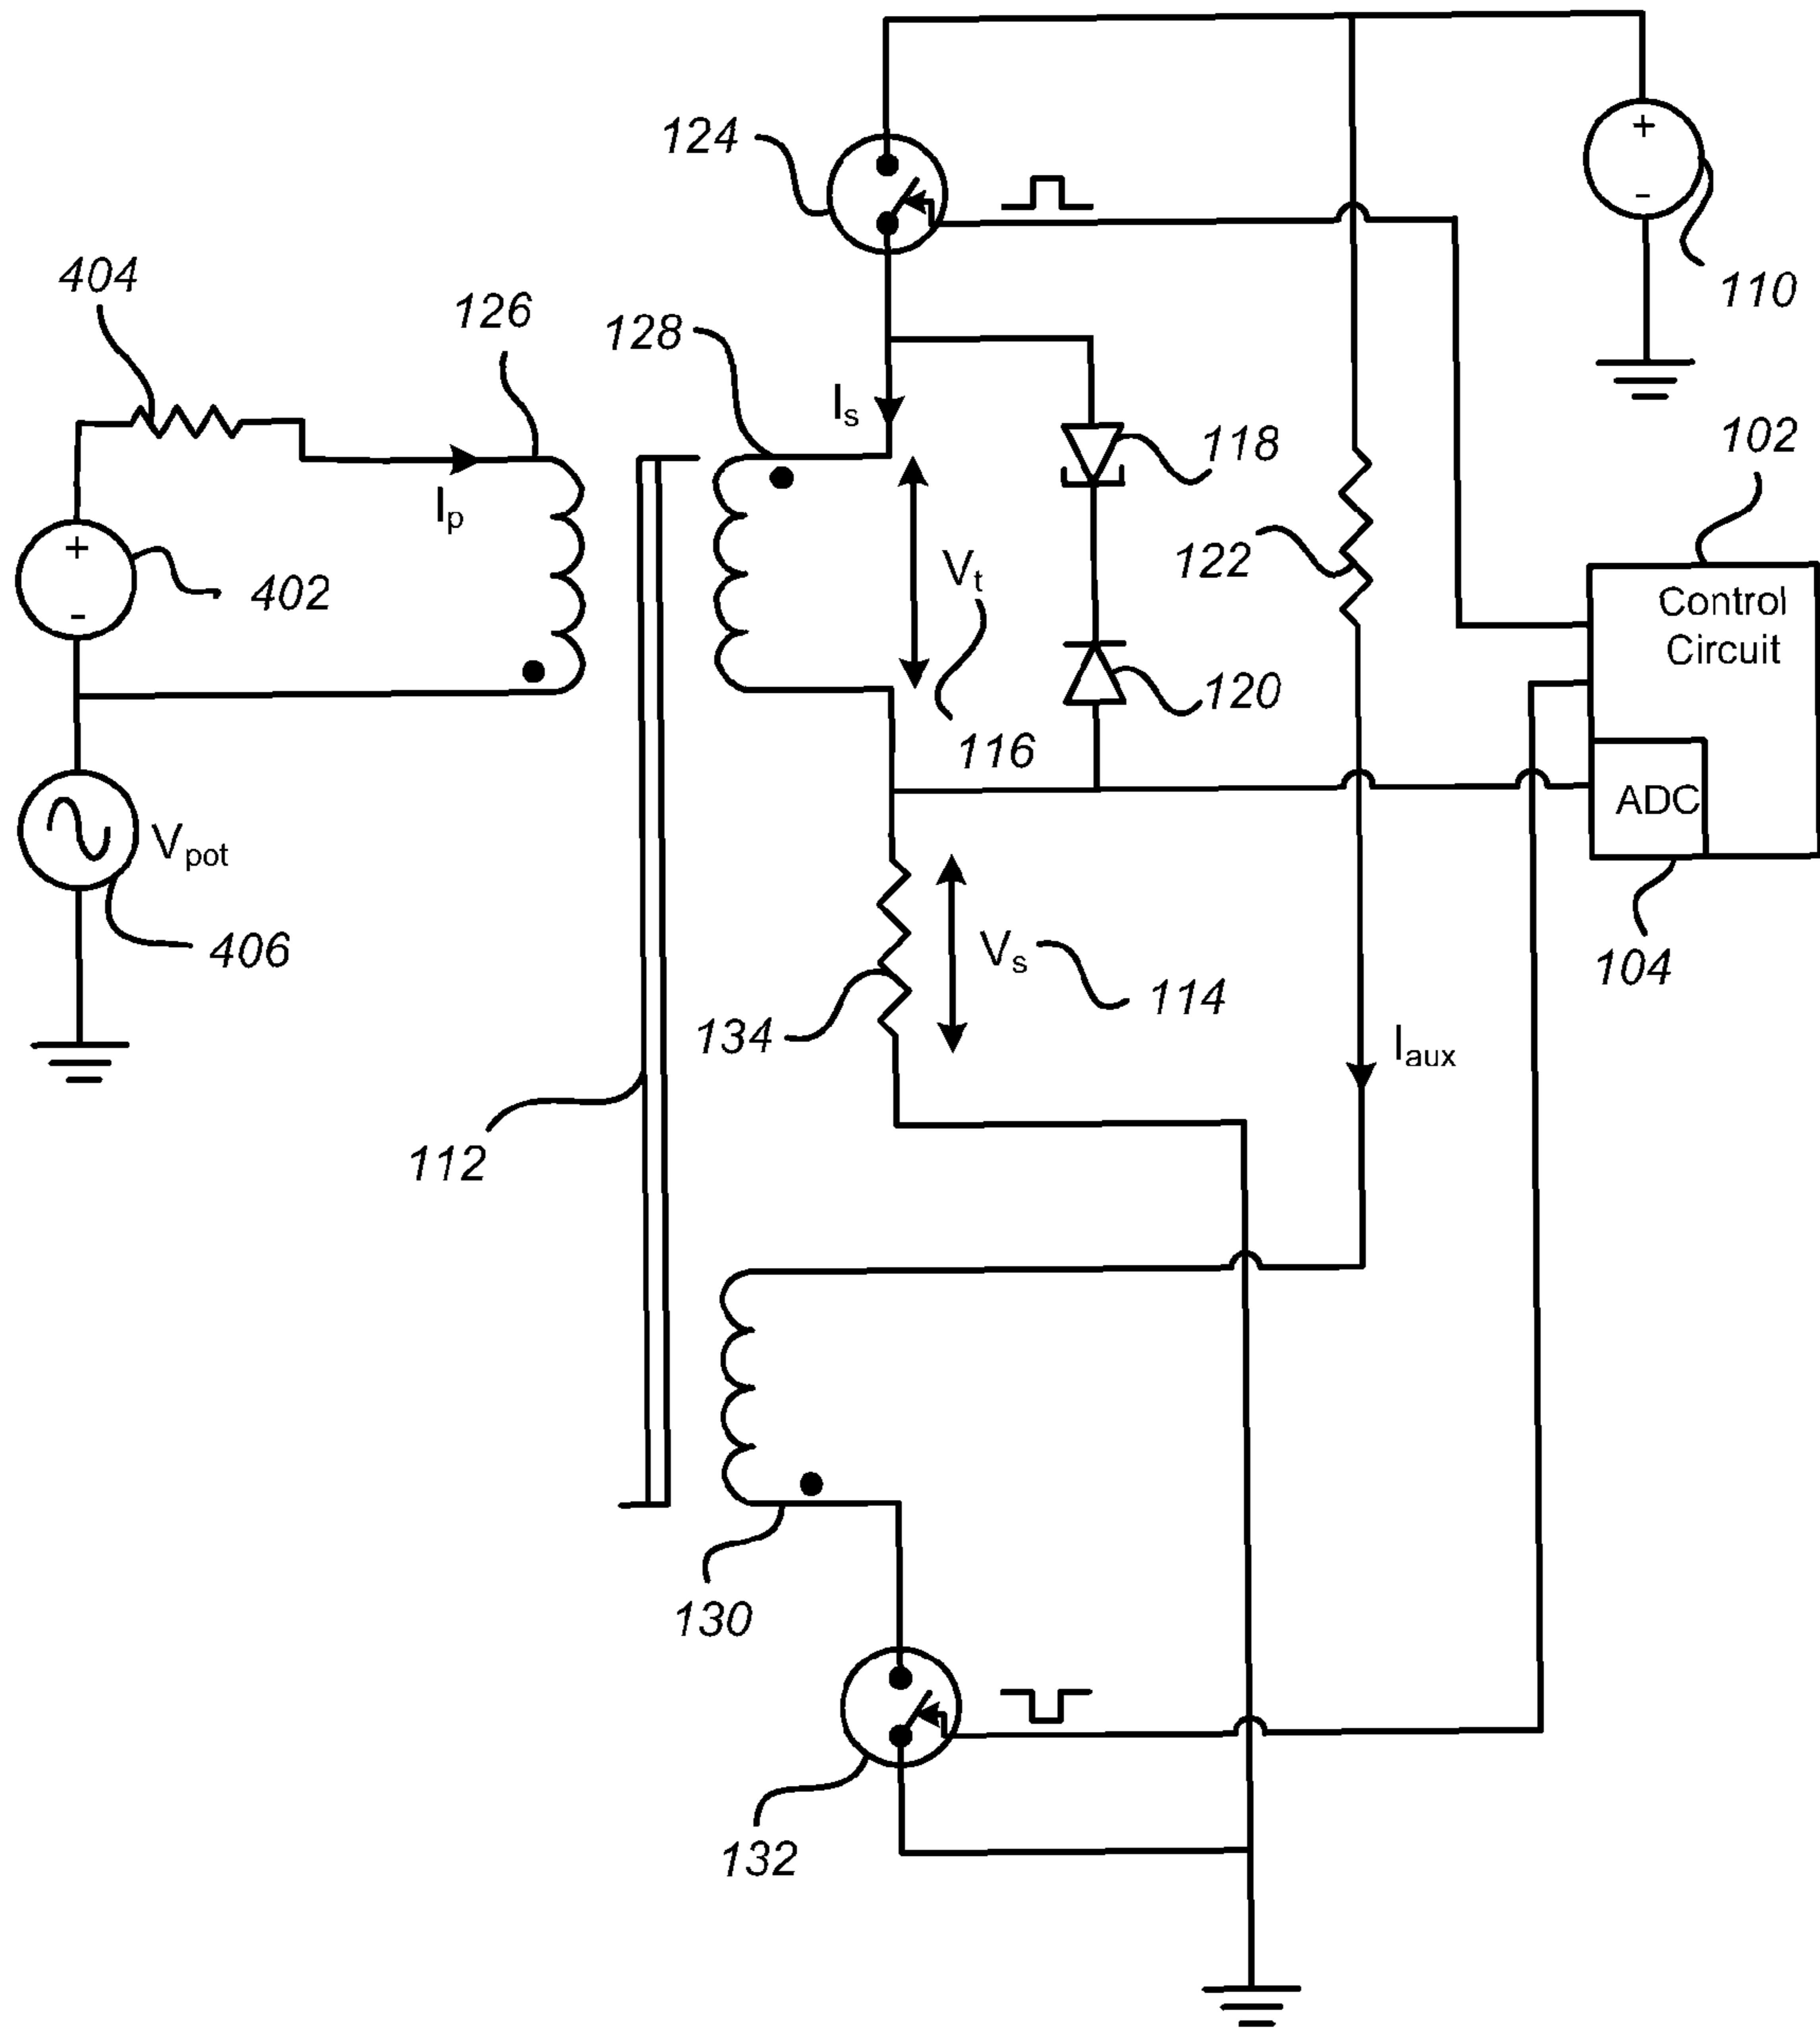 124
+
-
110
404
126
128
Is
118
102
Ip
+
-
402
Vt
122
Control
Circuit
120
116
ADC
Vpot
406
Vs
114
104
134
Iaux
112
130
132